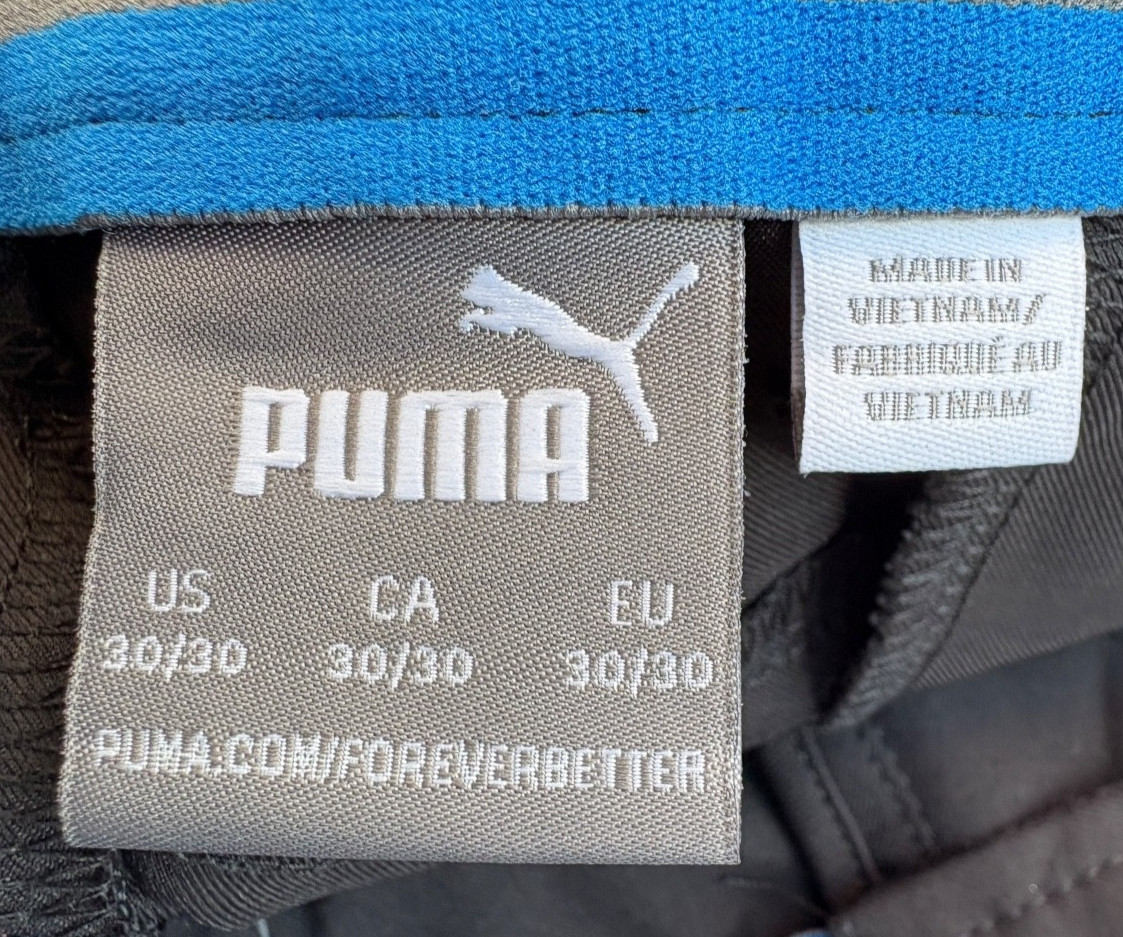 PUMA
US CA EU
30/30 30/30 30/30
PUMA.COM/FOREVERBETTER
MADE IN
VIETNAM/
FABRIQUÉ AU
VIETNAM